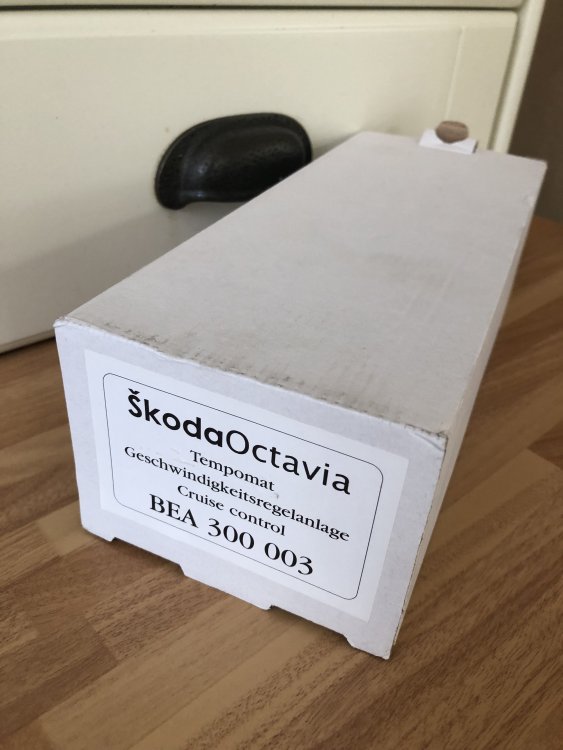 ŠkodaOctavia
Tempomat
Geschwindigkeitsregelanlage
Cruise control
BEA 300 003